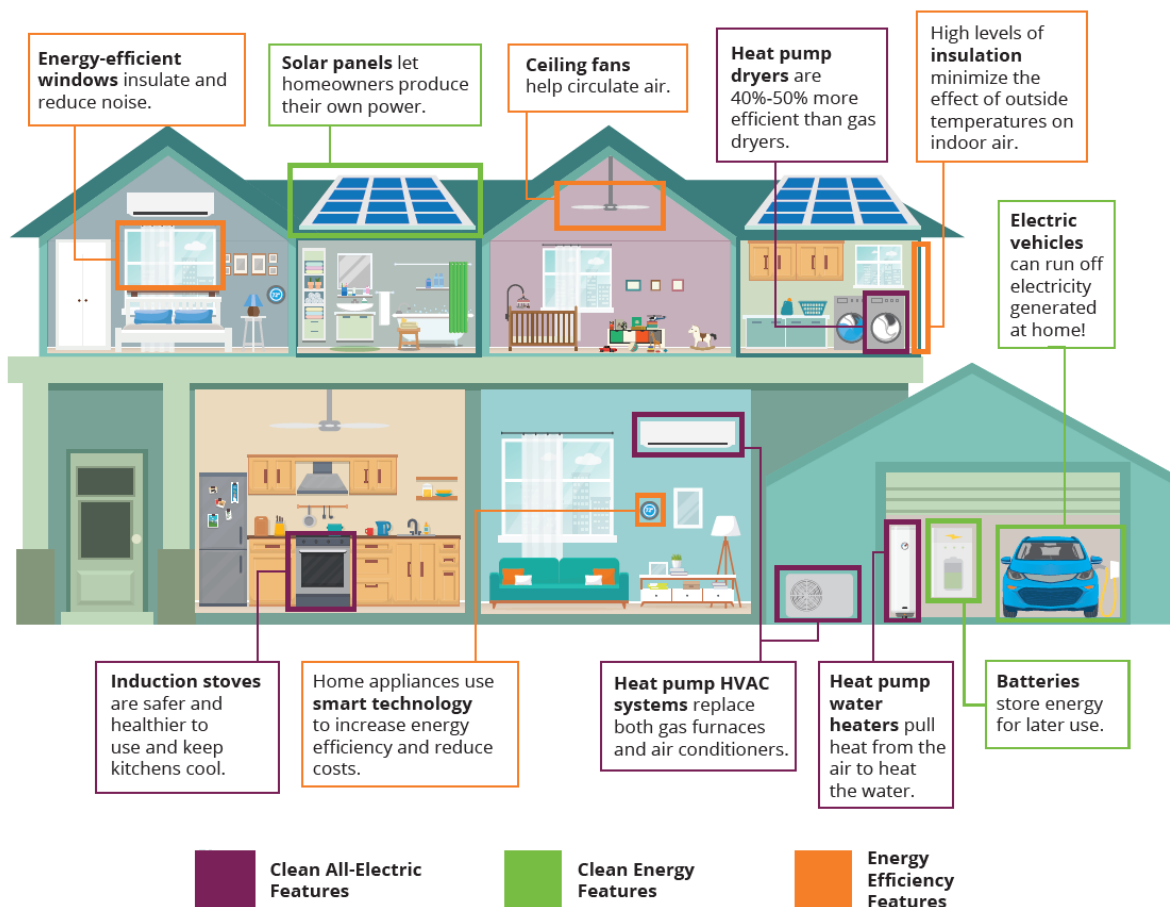 Energy-efficient
windows insulate and
reduce noise.
Solar panels let
homeowners produce
their own power.
Ceiling fans
help circulate air.
Heat pump
dryers are
40%-50% more
efficient than gas
dryers.
High levels of
insulation
minimize the
effect of outside
temperatures on
indoor air.
Electric
vehicles
can run off
electricity
generated
at home!
Induction stoves
are safer and
healthier to
use and keep
kitchens cool.
Home appliances use
smart technology
to increase energy
efficiency and reduce
costs.
Heat pump HVAC
systems replace
both gas furnaces
and air conditioners.
Heat pump
water
heaters pull
heat from the
air to heat
the water.
Batteries
store energy
for later use.
Clean All-Electric
Features
Clean Energy
Features
Energy
Efficiency
Features